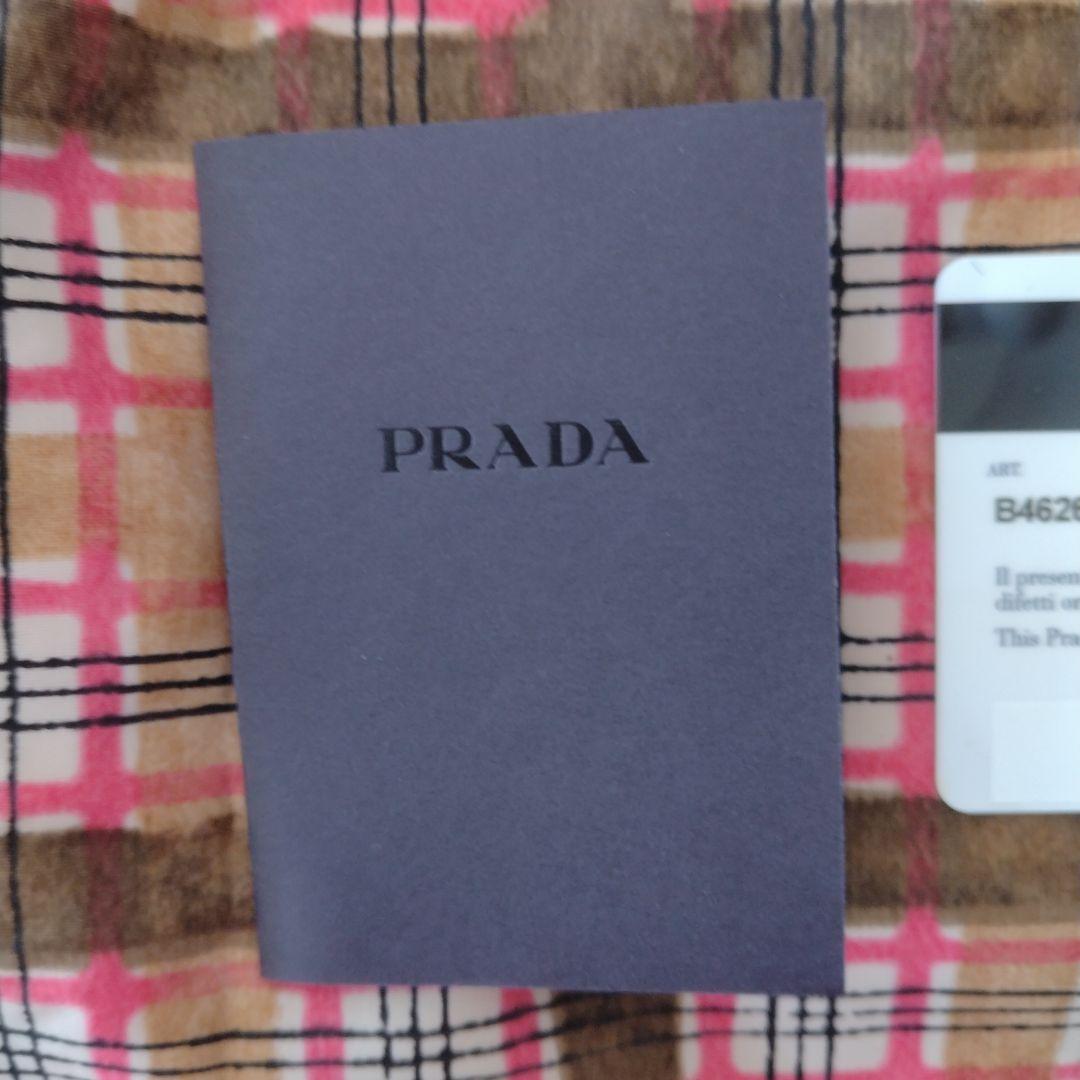 PRADA
ART.
B4626
Il presen
difetti or
This Pra